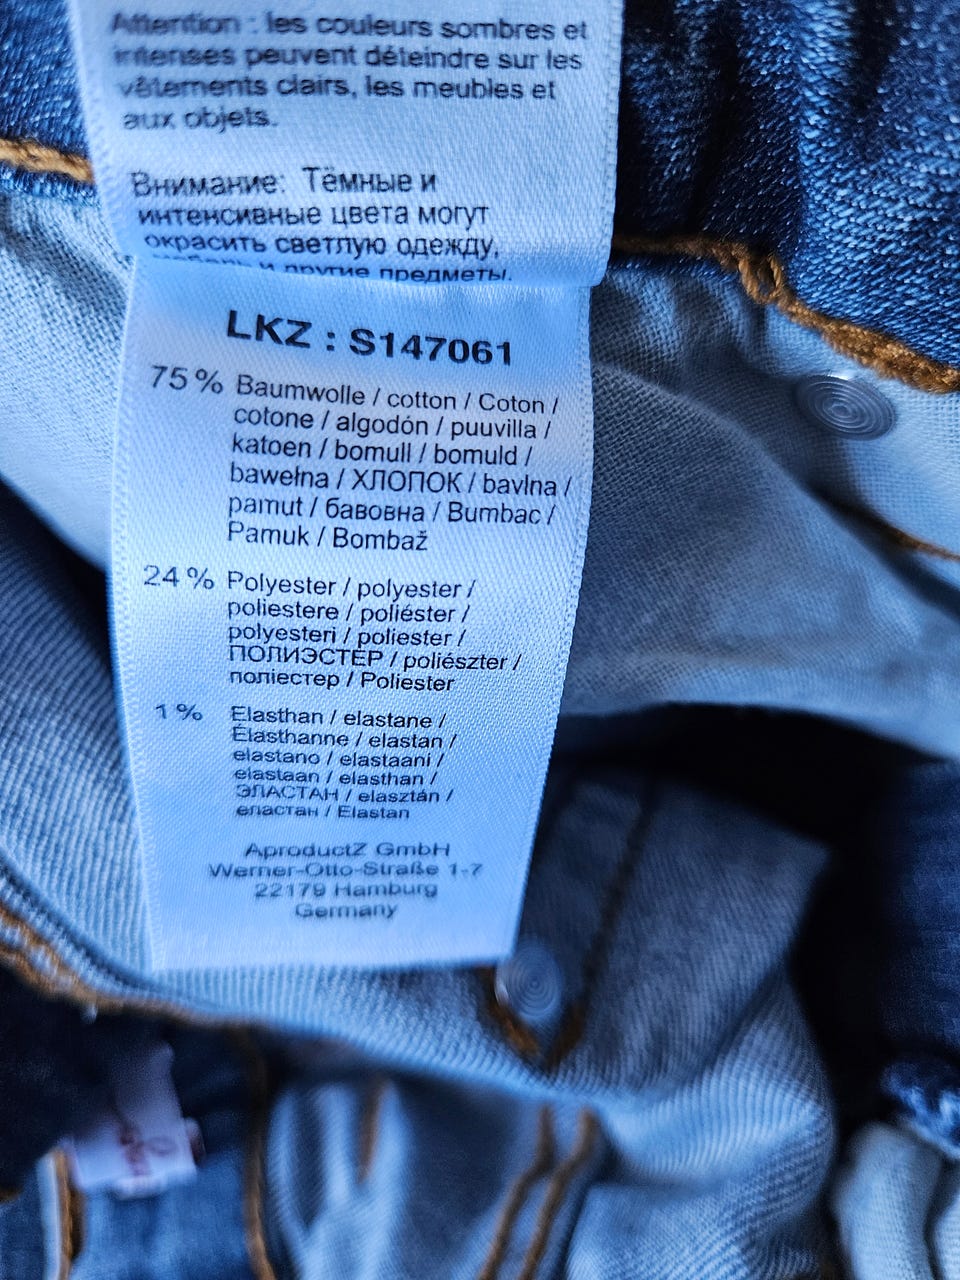 Attention : les couleurs sombres et
intenses peuvent déteindre sur les
vêtements clairs, les meubles et
aux objets.
Внимание: Тёмные и
интенсивные цвета могут
окрасить светлую одежду,
мебель и другие предметы.
LKZ : S147061
75 % Baumwolle / cotton / Coton /
cotone / algodón / puuvilla /
katoen / bomull / bomuld /
bawełna / ХЛОПОК / bavlna /
pamut / бавовна / Bumbac /
Pamuk / Bombaž
24 % Polyester / polyester /
poliestere / poliéster /
polyesteri / poliester /
ПОЛИЭСТЕР / poliészter /
поліестер / Poliester
1 % Elasthan / elastane /
Élasthanne / elastan /
elastano / elastaani /
elastaan / elasthan /
ЭЛАСТАН / elasztán /
еластан / Elastan
AproductZ GmbH
Werner-Otto-Straße 1-7
22179 Hamburg
Germany